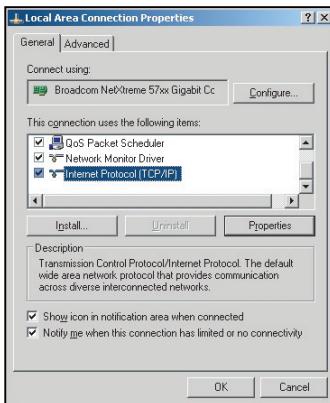 Local Area Connection Properties
General Advanced
Connect using:
Broadcom NetXtreme 57xx Gigabit Cc
Configure...
This connection uses the following items:
QoS Packet Scheduler
Network Monitor Driver
Internet Protocol (TCP/IP)
Install... Uninstall Properties
Description
Transmission Control Protocol/Internet Protocol. The default
wide area network protocol that provides communication
across diverse interconnected networks.
Show icon in notification area when connected
Notify me when this connection has limited or no connectivity
OK Cancel